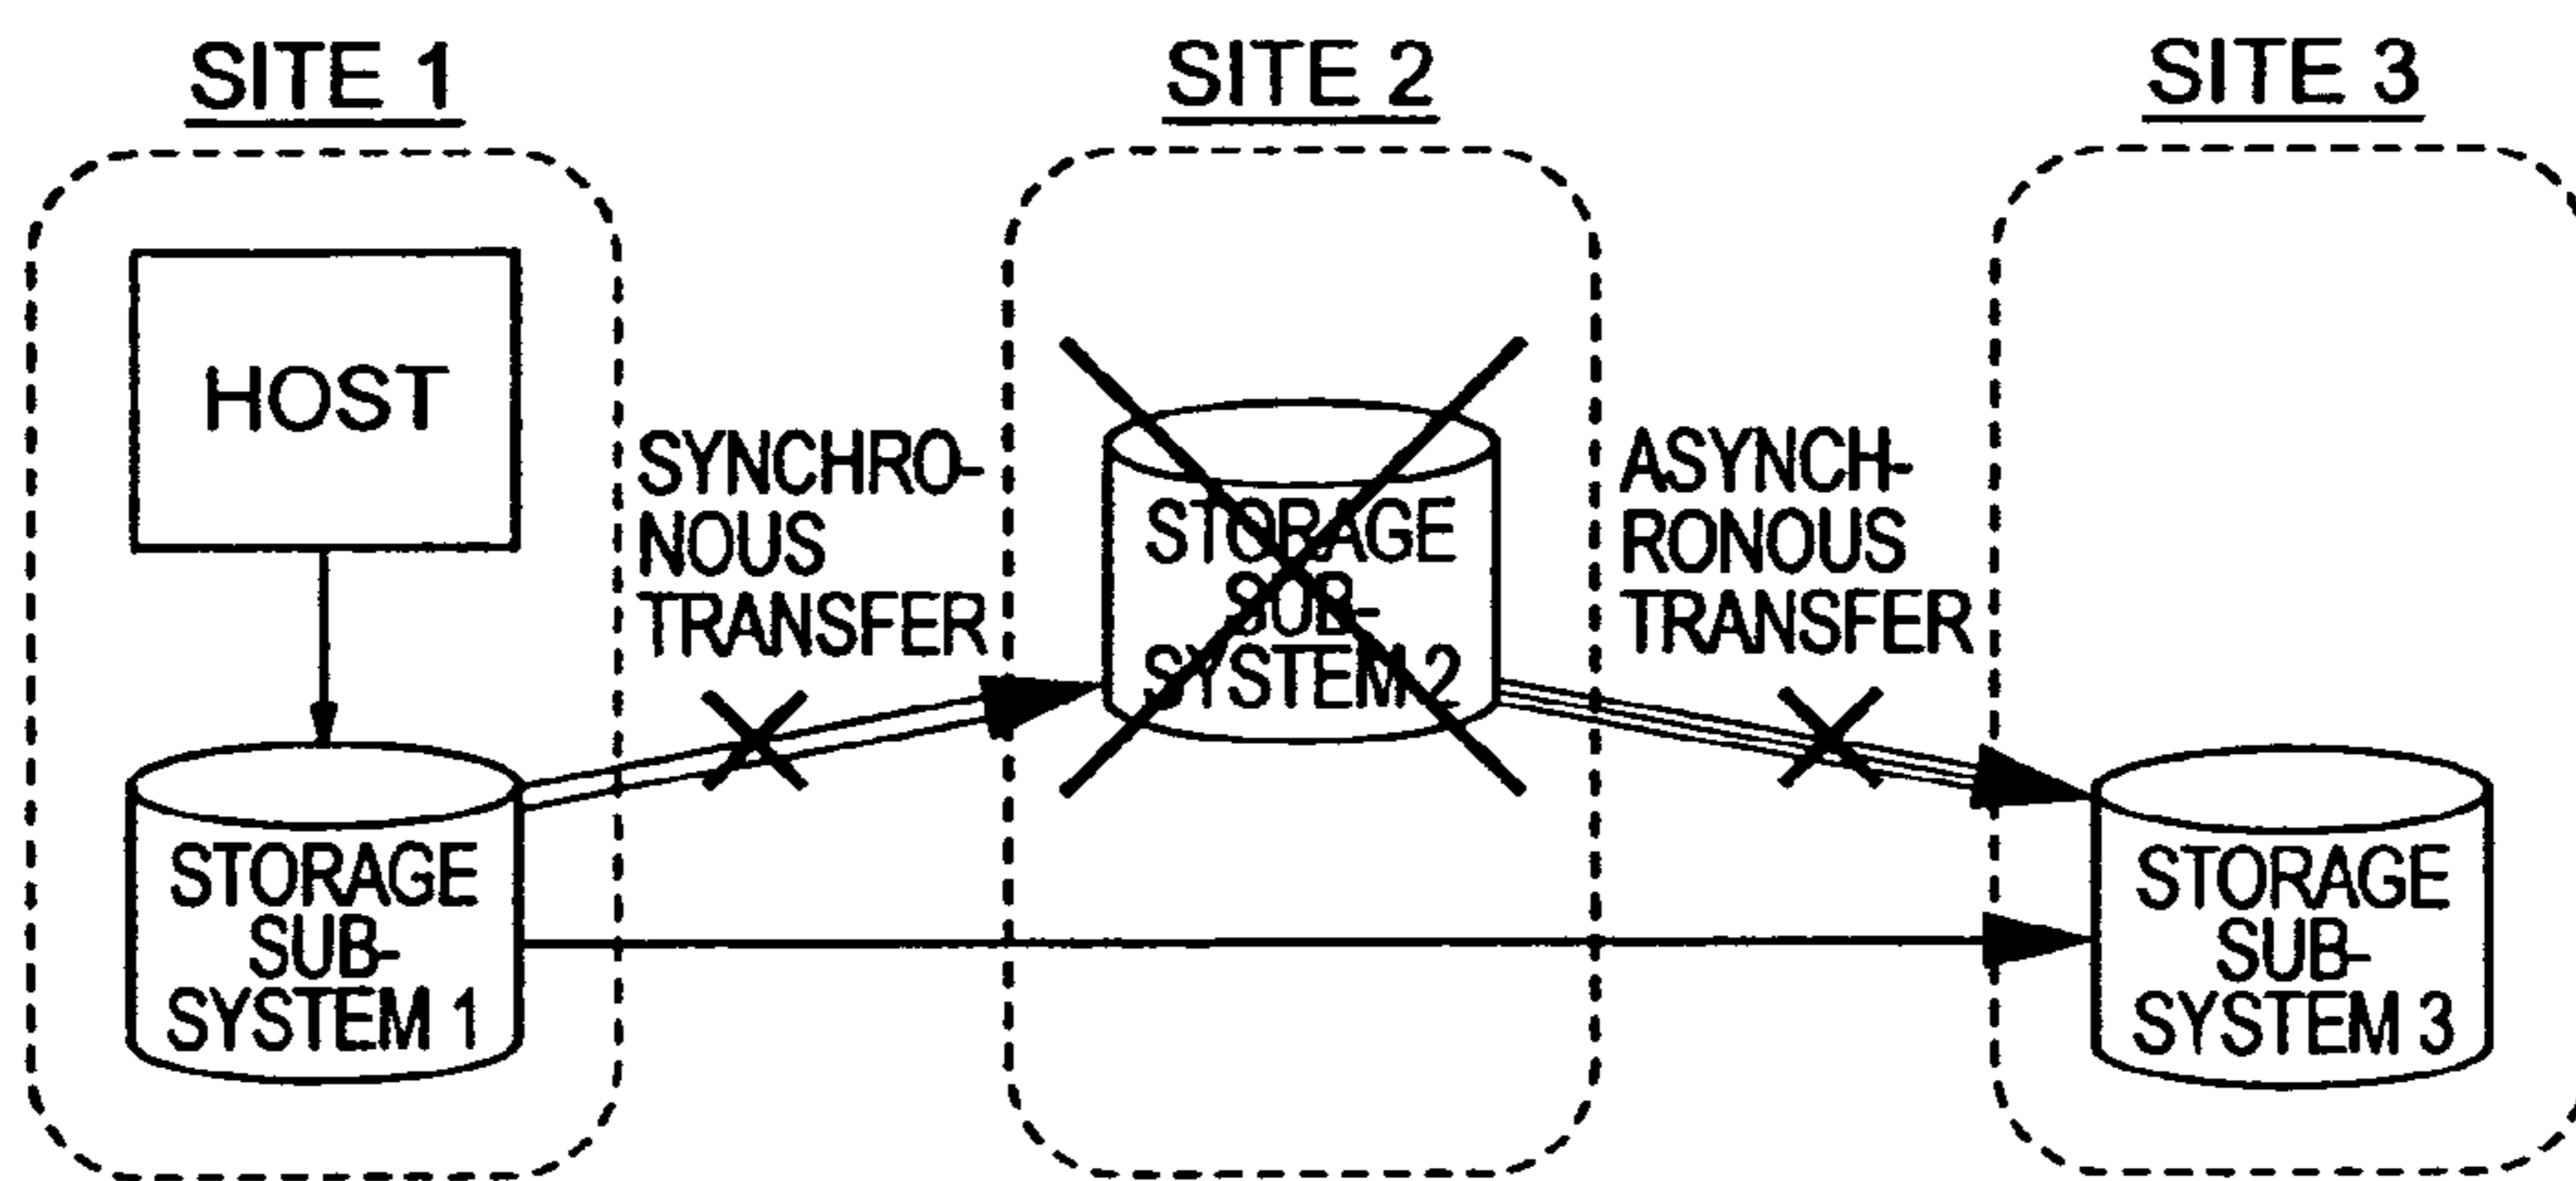 SITE 1
SITE 2
SITE 3
HOST
SYNCHRO-
NOUS
TRANSFER
STORAGE
SUB-
SYSTEM 2
ASYNCH-
RONOUS
TRANSFER
STORAGE
SUB-
SYSTEM 1
STORAGE
SUB-
SYSTEM 3